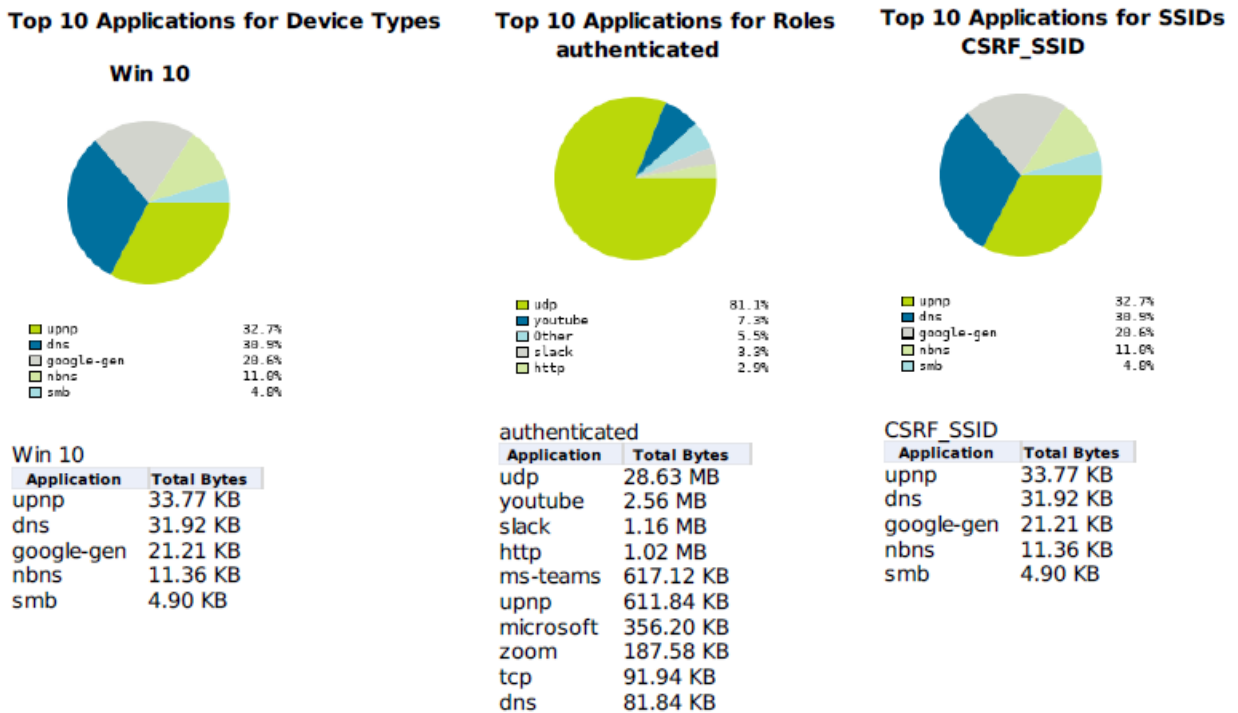 Top 10 Applications for Device Types
Win 10
upnp 32.7%
dns 30.9%
google-gen 20.6%
nbns 11.0%
smb 4.8%
Win 10
Application Total Bytes
upnp 33.77 KB
dns 31.92 KB
google-gen 21.21 KB
nbns 11.36 KB
smb 4.90 KB
Top 10 Applications for Roles
authenticated
udp 81.1%
youtube 7.3%
Other 5.5%
slack 3.3%
http 2.9%
authenticated
Application Total Bytes
udp 28.63 MB
youtube 2.56 MB
slack 1.16 MB
http 1.02 MB
ms-teams 617.12 KB
upnp 611.84 KB
microsoft 356.20 KB
zoom 187.58 KB
tcp 91.94 KB
dns 81.84 KB
Top 10 Applications for SSIDs
CSRF_SSID
upnp 32.7%
dns 30.9%
google-gen 20.6%
nbns 11.0%
smb 4.8%
CSRF_SSID
Application Total Bytes
upnp 33.77 KB
dns 31.92 KB
google-gen 21.21 KB
nbns 11.36 KB
smb 4.90 KB